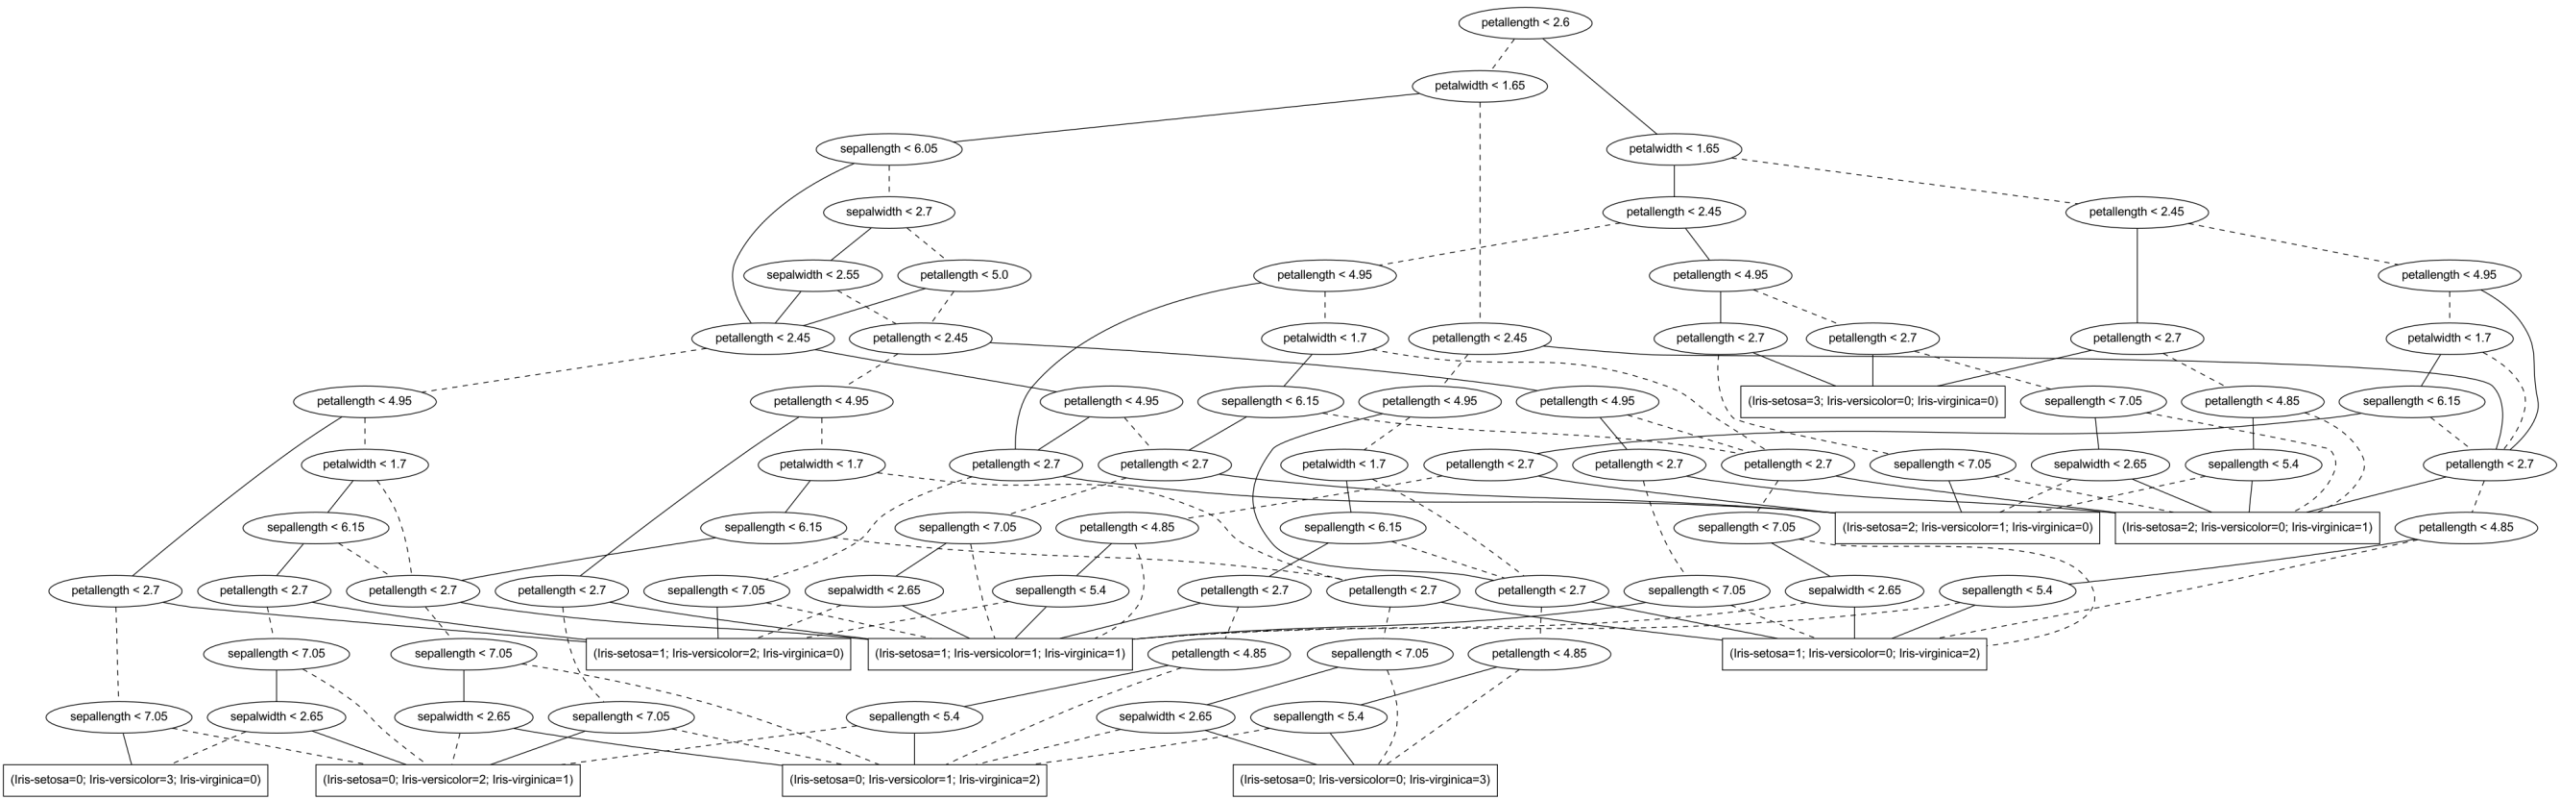 petallength < 2.6
petalwidth < 1.65
sepallength < 6.05
petalwidth < 1.65
sepalwidth < 2.7
petallength < 2.45
petallength < 2.45
sepalwidth < 2.55
petallength < 5.0
petallength < 4.95
petallength < 4.95
petallength < 4.95
petallength < 2.45
petallength < 2.45
petalwidth < 1.7
petallength < 2.45
petallength < 2.7
petallength < 2.7
petallength < 2.7
petalwidth < 1.7
petallength < 4.95
petallength < 4.95
petallength < 4.95
sepallength < 6.15
petallength < 4.95
petallength < 4.95
(Iris-setosa=3; Iris-versicolor=0; Iris-virginica=0)
sepallength < 7.05
petallength < 4.85
sepallength < 6.15
petalwidth < 1.7
petalwidth < 1.7
petallength < 2.7
petallength < 2.7
petalwidth < 1.7
petallength < 2.7
petallength < 2.7
petallength < 2.7
sepallength < 7.05
sepalwidth < 2.65
sepallength < 5.4
petallength < 2.7
sepallength < 6.15
sepallength < 6.15
sepallength < 7.05
petallength < 4.85
sepallength < 6.15
sepallength < 7.05
(Iris-setosa=2; Iris-versicolor=1; Iris-virginica=0)
(Iris-setosa=2; Iris-versicolor=0; Iris-virginica=1)
petallength < 4.85
petallength < 2.7
petallength < 2.7
petallength < 2.7
petallength < 2.7
sepallength < 7.05
sepalwidth < 2.65
sepallength < 5.4
petallength < 2.7
petallength < 2.7
petallength < 2.7
sepallength < 7.05
sepalwidth < 2.65
sepallength < 5.4
sepallength < 7.05
sepallength < 7.05
(Iris-setosa=1; Iris-versicolor=2; Iris-virginica=0)
(Iris-setosa=1; Iris-versicolor=1; Iris-virginica=1)
petallength < 4.85
sepallength < 7.05
petallength < 4.85
(Iris-setosa=1; Iris-versicolor=0; Iris-virginica=2)
sepallength < 7.05
sepalwidth < 2.65
sepalwidth < 2.65
sepallength < 7.05
sepallength < 5.4
sepalwidth < 2.65
sepallength < 5.4
(Iris-setosa=0; Iris-versicolor=3; Iris-virginica=0)
(Iris-setosa=0; Iris-versicolor=2; Iris-virginica=1)
(Iris-setosa=0; Iris-versicolor=1; Iris-virginica=2)
(Iris-setosa=0; Iris-versicolor=0; Iris-virginica=3)